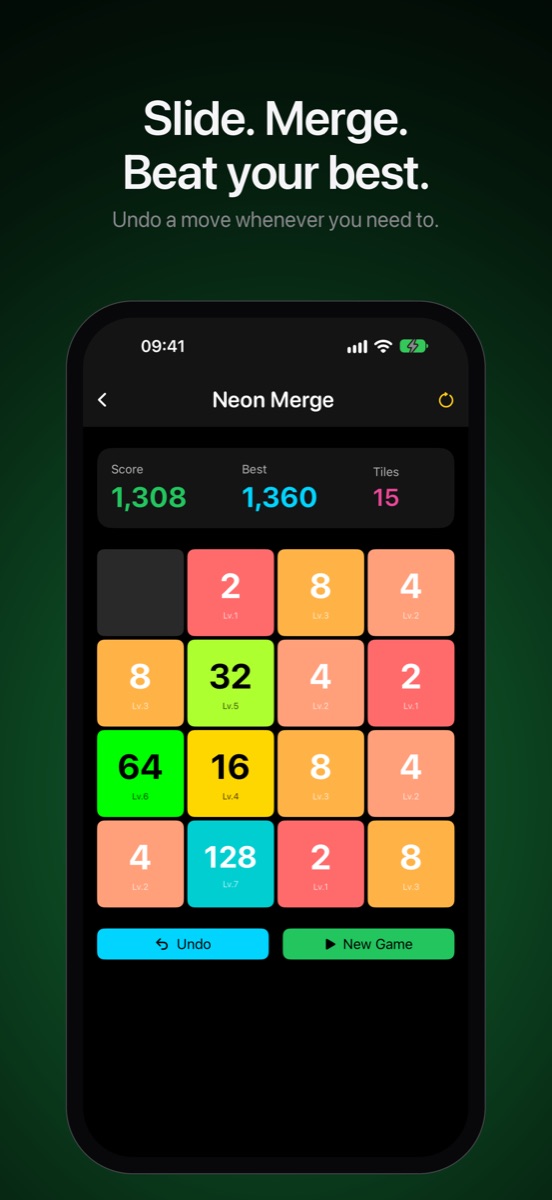 Slide. Merge.
Beat your best.
Undo a move whenever you need to.
09:41
Neon Merge
Score Best Tiles
1,308 1,360 15
2 8 4
Lv.1 Lv.3 Lv.2
8 32 4 2
Lv.3 Lv.5 Lv.2 Lv.1
64 16 8 4
Lv.6 Lv.4 Lv.3 Lv.2
4 128 2 8
Lv.2 Lv.7 Lv.1 Lv.3
Undo New Game